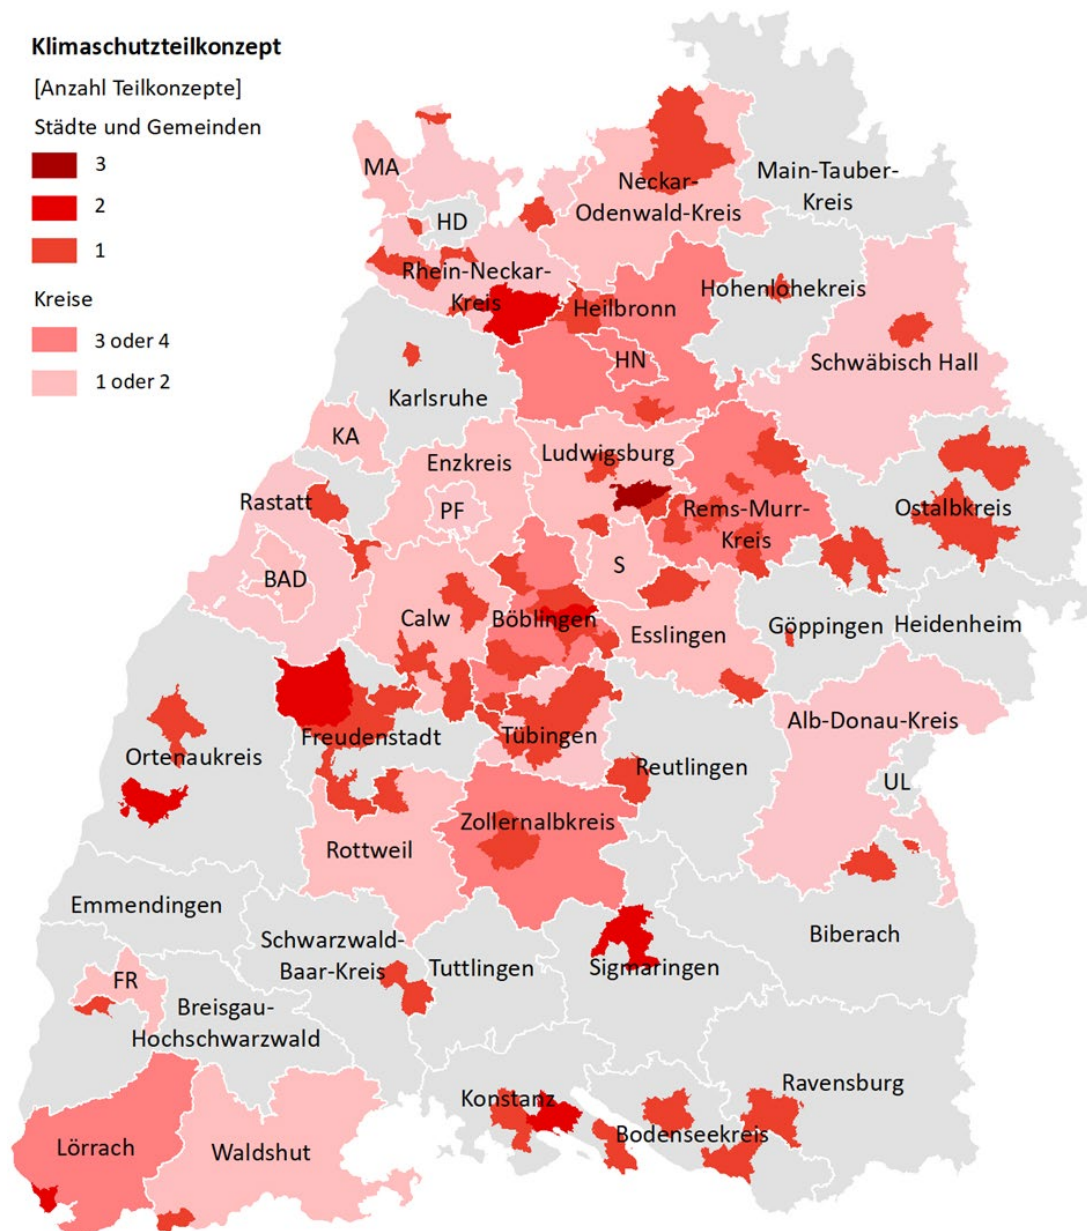 Klimaschutzteilkonzept
[Anzahl Teilkonzepte]
Städte und Gemeinden
3
2
1
Kreise
3 oder 4
1 oder 2
MA
HD
Neckar-
Odenwald-Kreis
Main-Tauber-
Kreis
Rhein-Neckar-
Kreis
Heilbronn
Hohenlohekreis
HN
Schwäbisch Hall
Karlsruhe
KA
Enzkreis
Ludwigsburg
Rastatt
PF
Rems-Murr-
Kreis
Ostalbkreis
BAD
S
Calw
Böblingen
Esslingen
Göppingen
Heidenheim
Ortenaukreis
Freudenstadt
Tübingen
Reutlingen
Alb-Donau-Kreis
UL
Rottweil
Zollernalbkreis
Emmendingen
Schwarzwald-
Baar-Kreis
Tuttlingen
Sigmaringen
Biberach
FR
Breisgau-
Hochschwarzwald
Konstanz
Bodenseekreis
Ravensburg
Lörrach
Waldshut